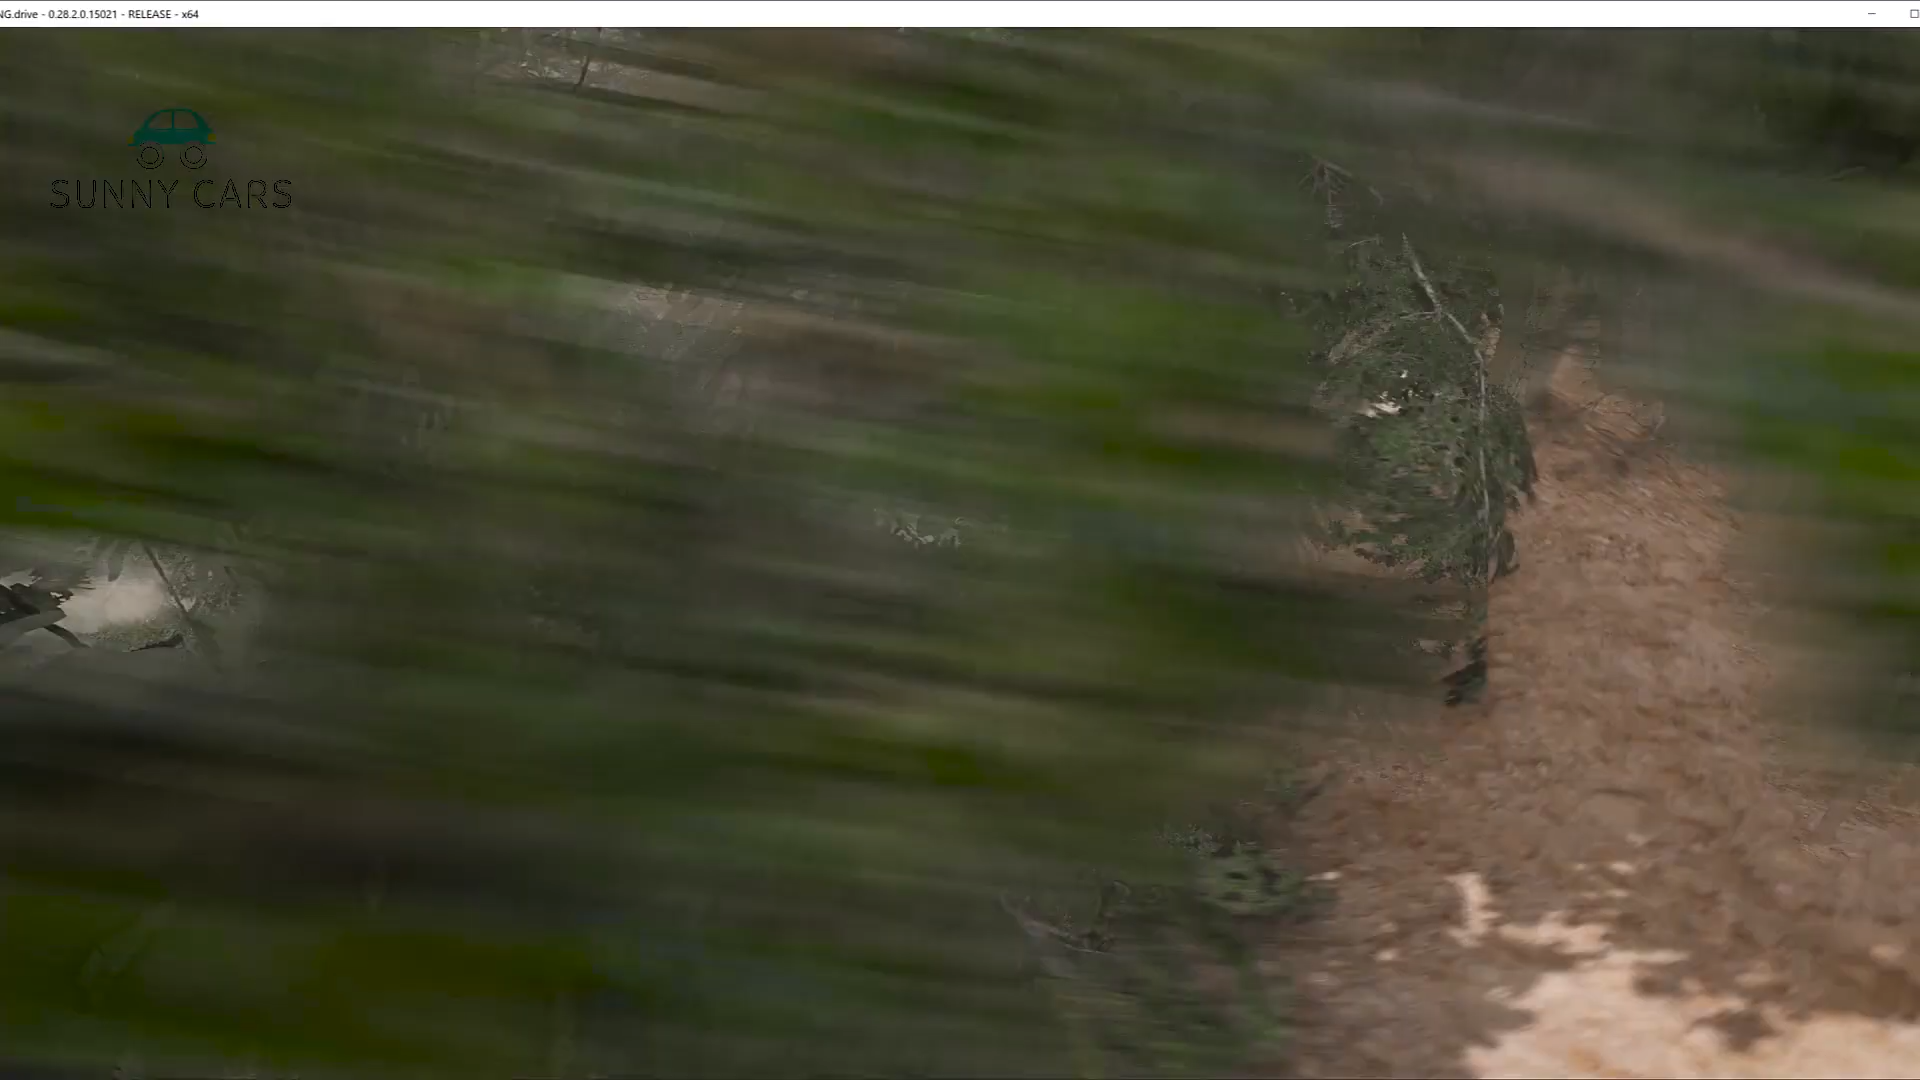 NG.drive - 0.28.2.0.15021 - RELEASE - x64
SUNNY CARS